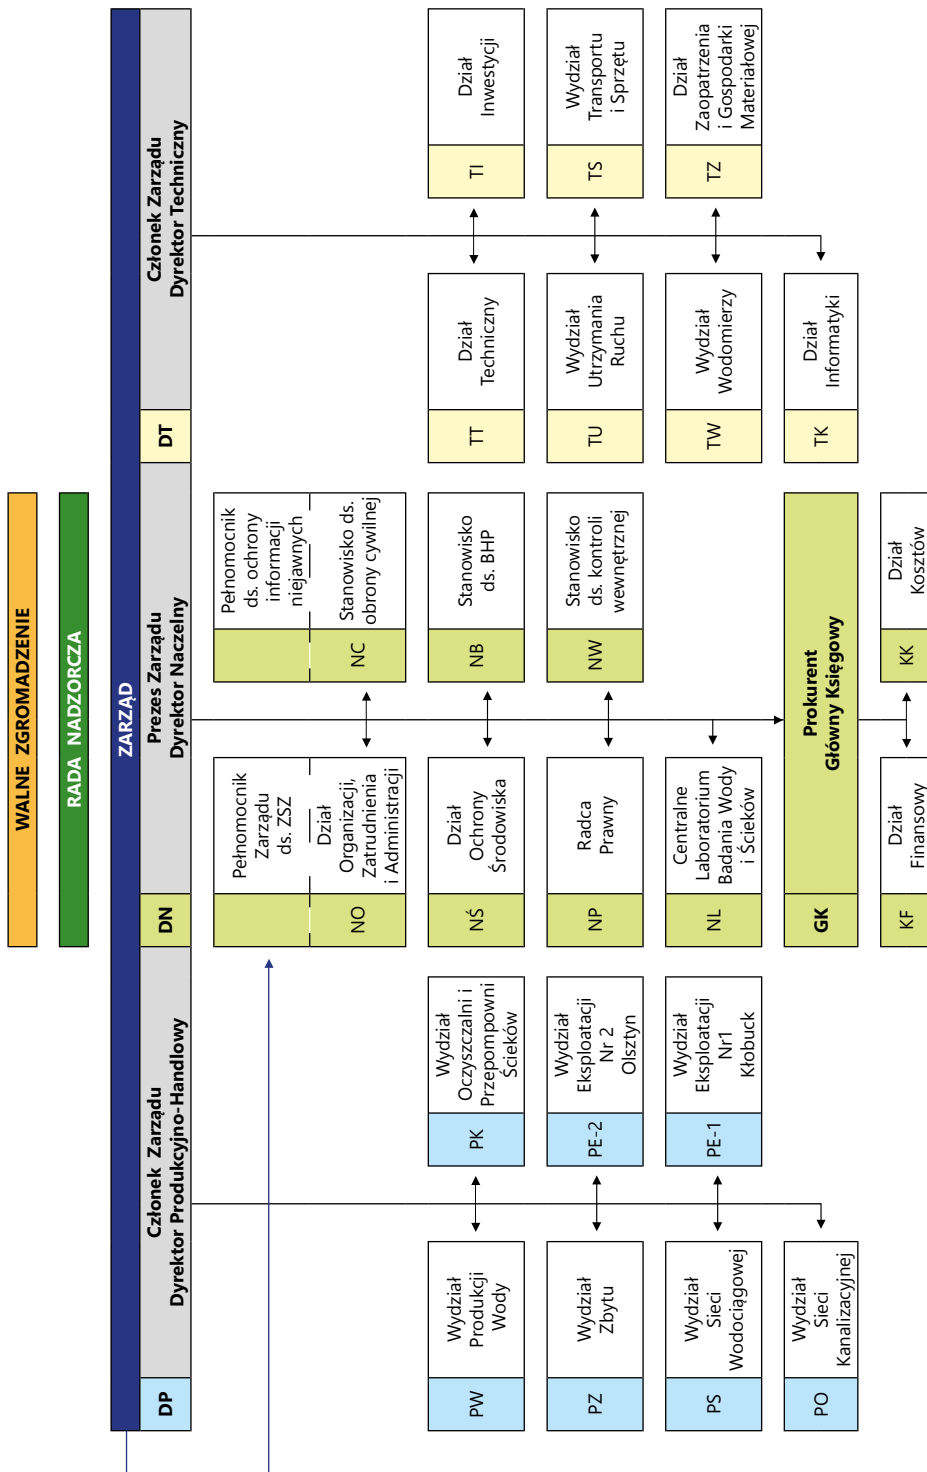 WALNE ZGROMADZENIE
RADA NADZORCZA
ZARZĄD
DP
Członek Zarządu
Dyrektor Produkcyjno-Handlowy
DN
Prezes Zarządu
Dyrektor Naczelny
DT
Członek Zarządu
Dyrektor Techniczny
Pełnomocnik
Zarządu
ds. ZSZ
Pełnomocnik
ds. ochrony
informacji
niejawnych
NO
Dział
Organizacji,
Zatrudnienia
i Administracji
NC
Stanowisko ds.
obrony cywilnej
PW
Wydział
Produkcji
Wody
PK
Wydział
Oczyszczalni i
Przepompowni
Ścieków
NŚ
Dział
Ochrony
Środowiska
NB
Stanowisko
ds. BHP
TT
Dział
Techniczny
TI
Dział
Inwestycji
PZ
Wydział
Zbytu
PE-2
Wydział
Eksploatacji
Nr 2
Olsztyn
NP
Radca
Prawny
NW
Stanowisko
ds. kontroli
wewnętrznej
TU
Wydział
Utrzymania
Ruchu
TS
Wydział
Transportu
i Sprzętu
PS
Wydział
Sieci
Wodociągowej
PE-1
Wydział
Eksploatacji
Nr1
Kłobuck
NL
Centralne
Laboratorium
Badania Wody
i Ścieków
TW
Wydział
Wodomierzy
TZ
Dział
Zaopatrzenia
i Gospodarki
Materiałowej
PO
Wydział
Sieci
Kanalizacyjnej
GK
Prokurent
Główny Księgowy
TK
Dział
Informatyki
KF
Dział
Finansowy
KK
Dział
Kosztów